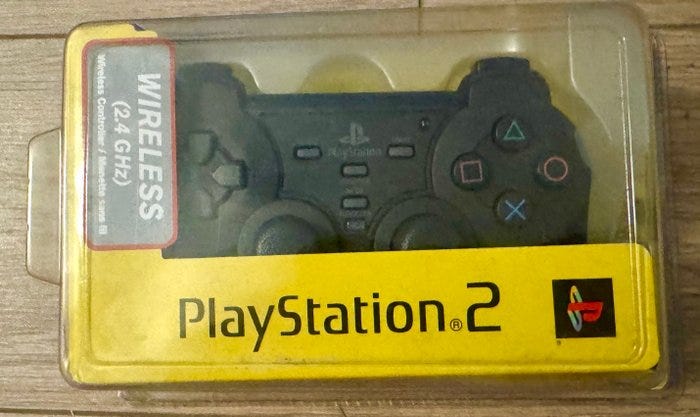 WIRELESS
(2.4 GHz)
Wireless Controller / Manette sans fil
PlayStation
PlayStation®2
®